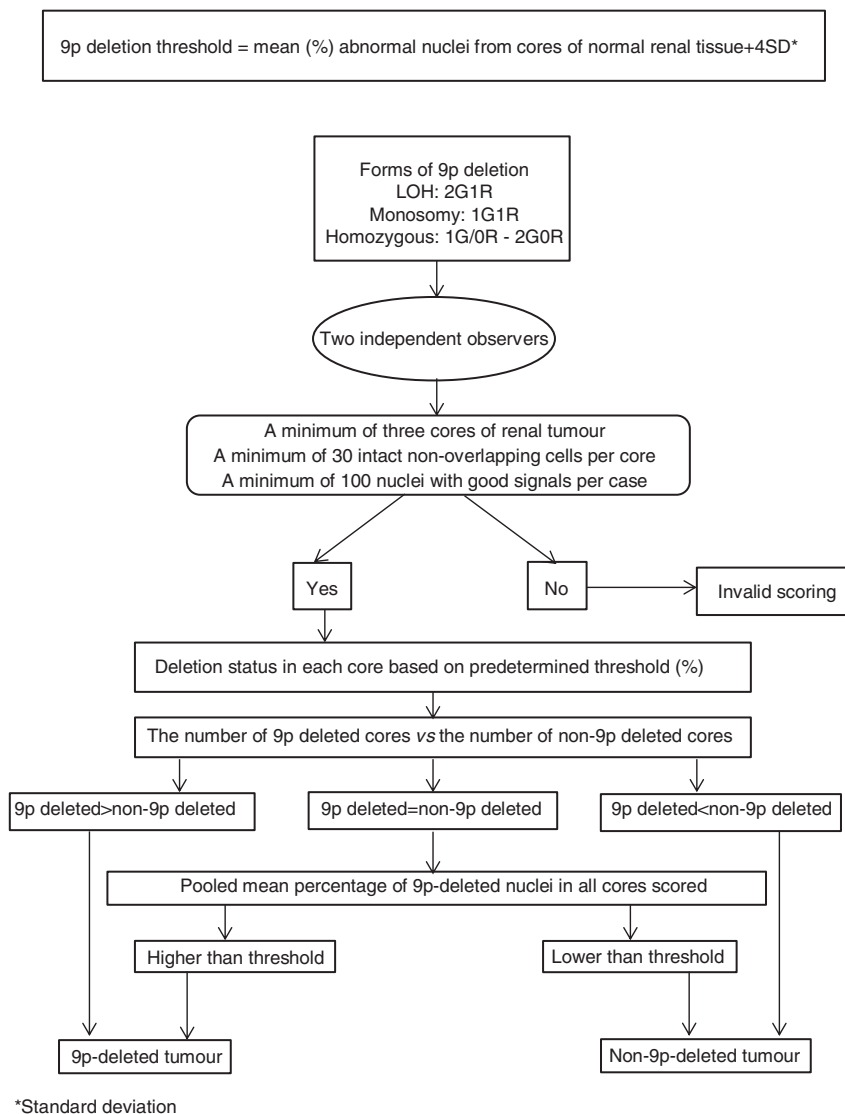 9p deletion threshold = mean (%) abnormal nuclei from cores of normal renal tissue+4SD*
Forms of 9p deletion
LOH: 2G1R
Monosomy: 1G1R
Homozygous: 1G/0R - 2G0R
Two independent observers
A minimum of three cores of renal tumour
A minimum of 30 intact non-overlapping cells per core
A minimum of 100 nuclei with good signals per case
Yes
No
Invalid scoring
Deletion status in each core based on predetermined threshold (%)
The number of 9p deleted cores vs the number of non-9p deleted cores
9p deleted>non-9p deleted
9p deleted=non-9p deleted
9p deleted<non-9p deleted
Pooled mean percentage of 9p-deleted nuclei in all cores scored
Higher than threshold
Lower than threshold
9p-deleted tumour
Non-9p-deleted tumour
*Standard deviation